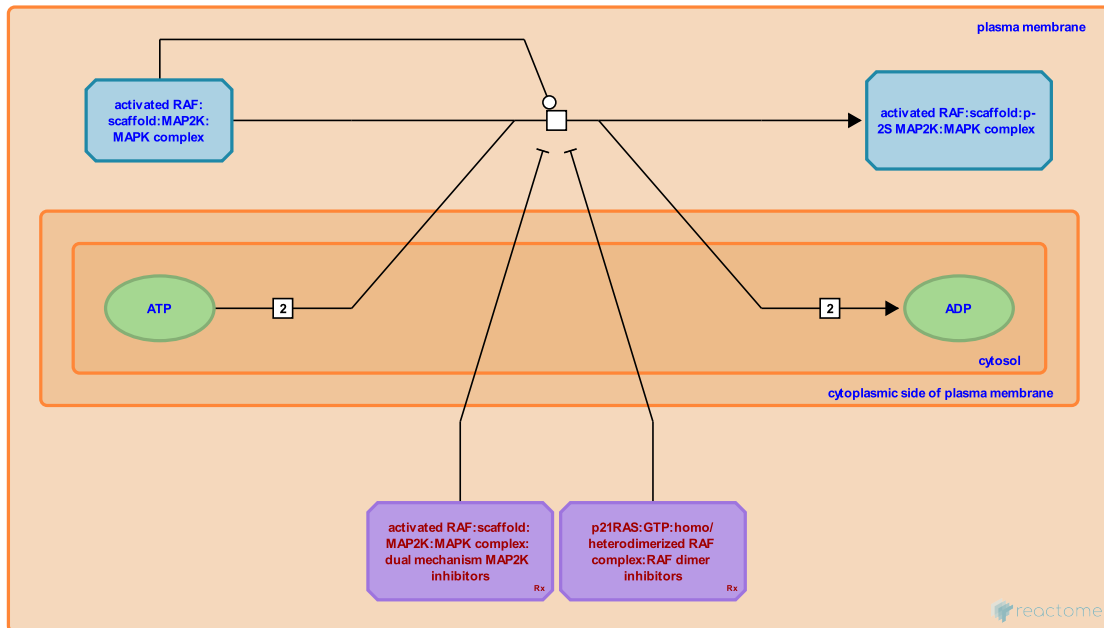 plasma membrane
activated RAF:
scaffold:MAP2K:
MAPK complex
activated RAF:scaffold:p-
2S MAP2K:MAPK complex
ATP
2
2
ADP
cytosol
cytoplasmic side of plasma membrane
activated RAF:scaffold:
MAP2K:MAPK complex:
dual mechanism MAP2K
inhibitors
Rx
p21RAS:GTP:homo/
heterodimerized RAF
complex:RAF dimer
inhibitors
Rx
reactome